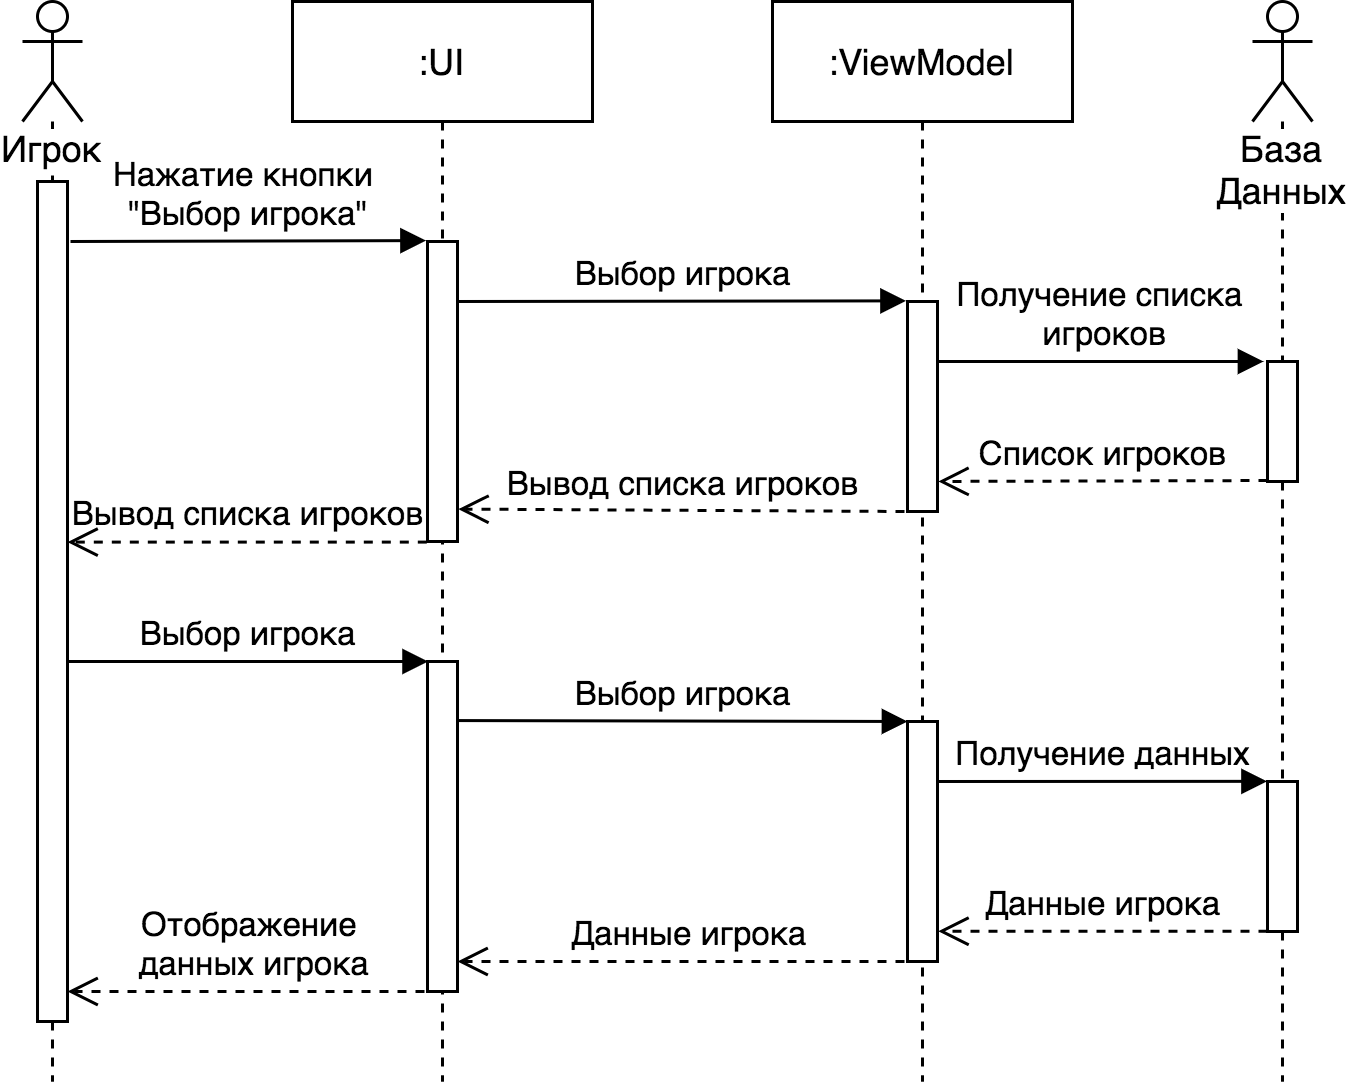 :UI
:ViewModel
Игрок
База
Данных
Нажатие кнопки
"Выбор игрока"
Выбор игрока
Получение списка
игроков
Список игроков
Вывод списка игроков
Вывод списка игроков
Выбор игрока
Выбор игрока
Получение данных
Данные игрока
Данные игрока
Отображение
данных игрока